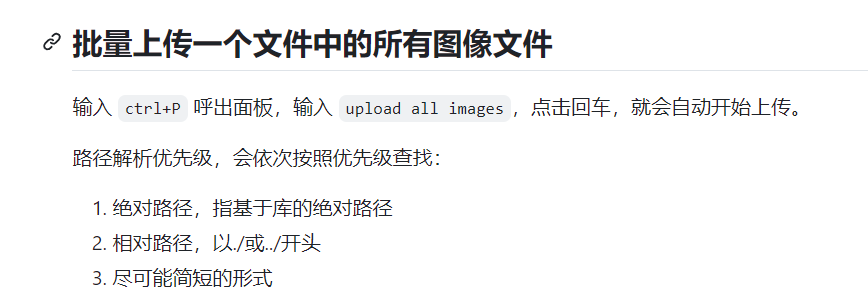 批量上传一个文件中的所有图像文件
输入 ctrl+P 呼出面板，输入 upload all images，点击回车，就会自动开始上传。
路径解析优先级，会依次按照优先级查找：
1. 绝对路径，指基于库的绝对路径
2. 相对路径，以./或../开头
3. 尽可能简短的形式